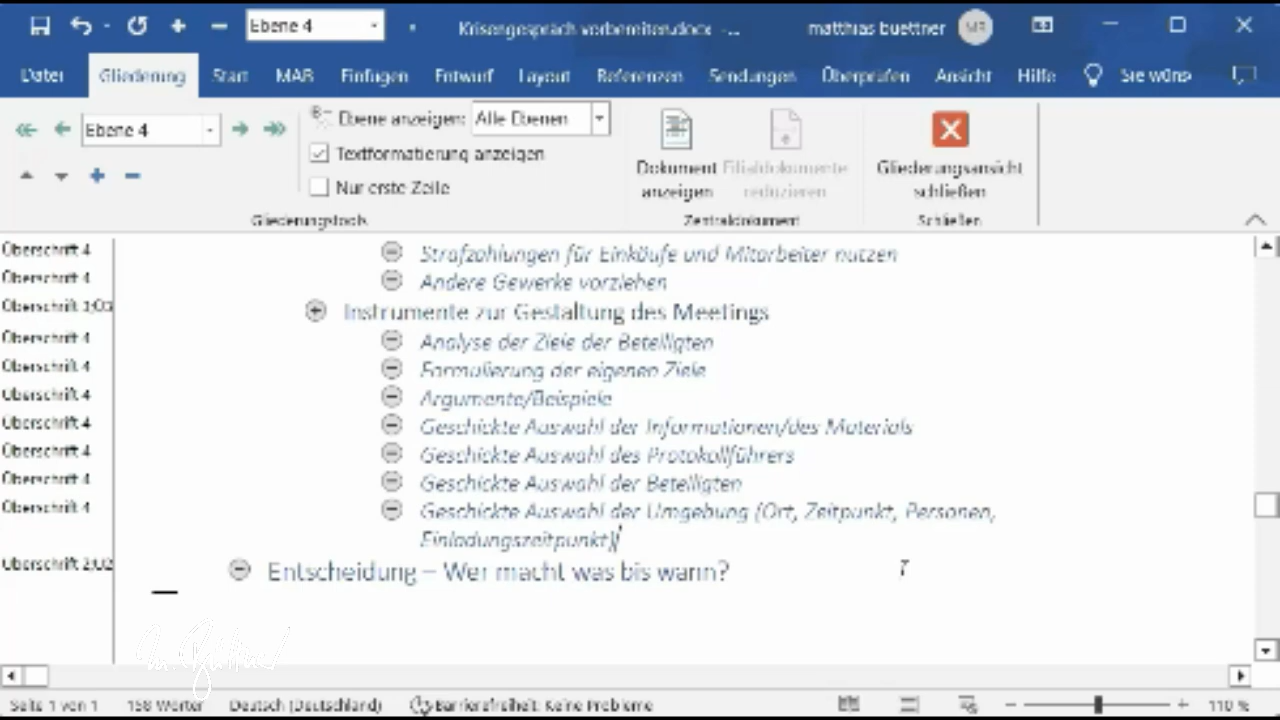 Ebene 4
Krisengespräch vorbereiten.docx - ...
matthias buettner
MB
Datei Gliederung Start MAB Einfügen Entwurf Layout Referenzen Sendungen Überprüfen Ansicht Hilfe Sie wüns
Ebene 4
Ebene anzeigen: Alle Ebenen
Textformatierung anzeigen
Nur erste Zeile
Gliederungstools
Dokument anzeigen
Filialdokumente reduzieren
Zentraldokument
Gliederungsansicht schließen
Schließen
Überschrift 4 Strafzahlungen für Einkäufe und Mitarbeiter nutzen
Überschrift 4 Andere Gewerke vorziehen
Instrumente zur Gestaltung des Meetings
Überschrift 4 Analyse der Ziele der Beteiligten
Überschrift 4 Formulierung der eigenen Ziele
Überschrift 4 Argumente/Beispiele
Überschrift 4 Geschickte Auswahl der Informationen/des Materials
Überschrift 4 Geschickte Auswahl des Protokollführers
Überschrift 4 Geschickte Auswahl der Beteiligten
Überschrift 4 Geschickte Auswahl der Umgebung (Ort, Zeitpunkt, Personen,
Einladungszeitpunkt)
Überschrift 2;Ü2 Entscheidung – Wer macht was bis wann?
Seite 1 von 1 158 Wörter Deutsch (Deutschland) Barrierefreiheit: Keine Probleme 110 %